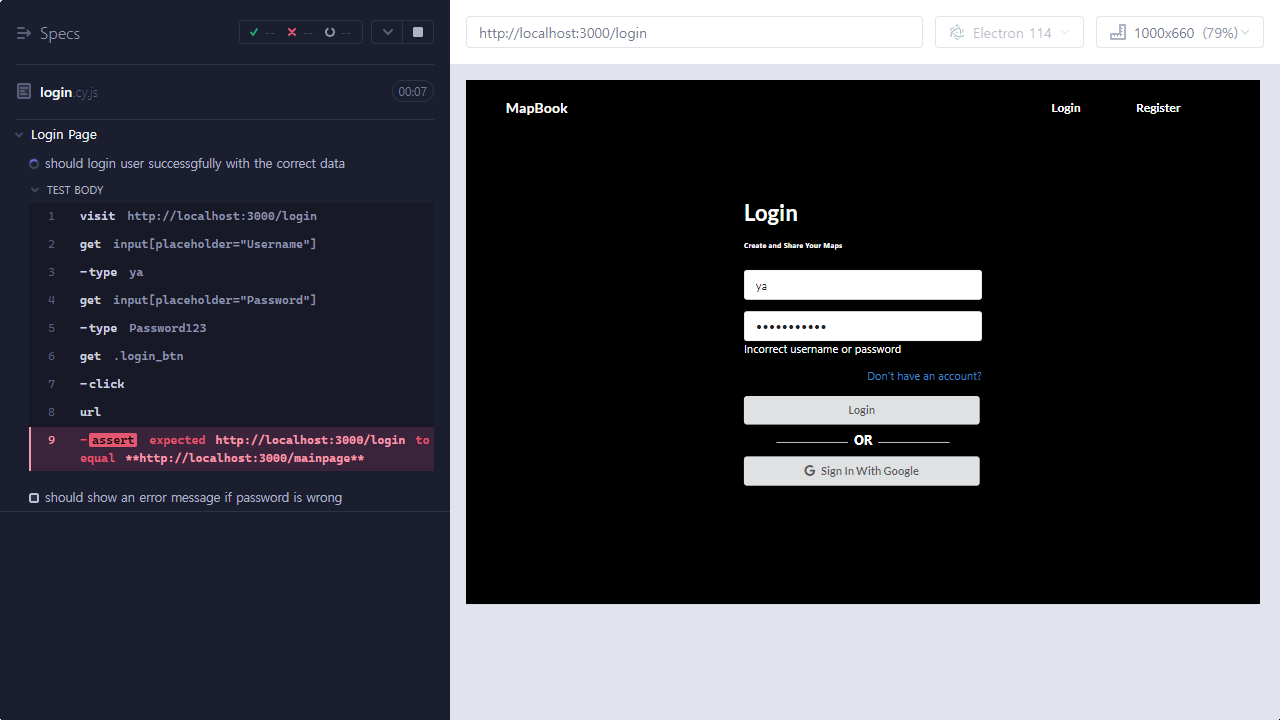 Specs
-- -- --
login.cy.js 00:07
Login Page
should login user successgfully with the correct data
TEST BODY
1 visit http://localhost:3000/login
2 get input[placeholder="Username"]
3 -type ya
4 get input[placeholder="Password"]
5 -type Password123
6 get .login_btn
7 -click
8 url
9 -assert expected http://localhost:3000/login to
equal **http://localhost:3000/mainpage**
should show an error message if password is wrong
http://localhost:3000/login
Electron 114
1000x660 (79%)
MapBook
Login
Register
Login
Create and Share Your Maps
ya
•••••••••••
Incorrect username or password
Don't have an account?
Login
OR
Sign In With Google